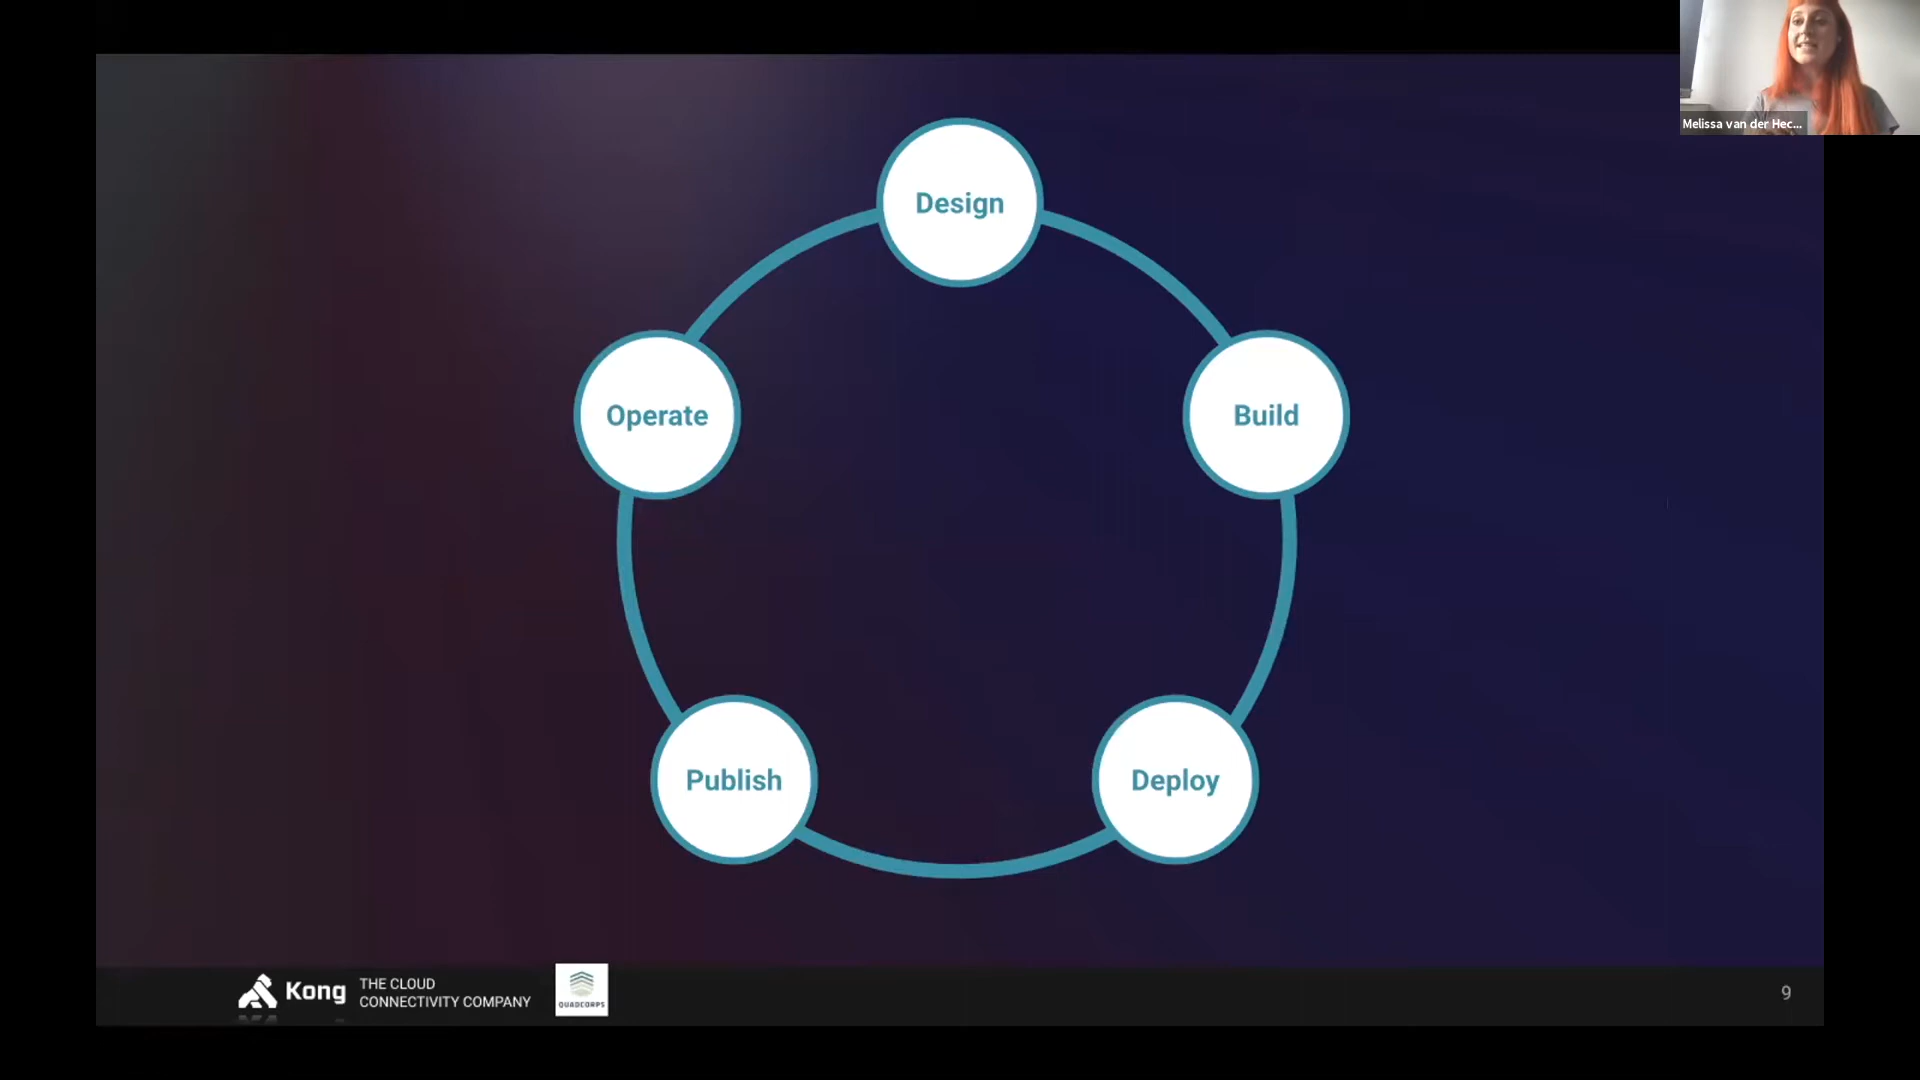 Melissa van der Hec...
Design
Operate
Build
Publish
Deploy
Kong
THE CLOUD
CONNECTIVITY COMPANY
QUADCORPS
9